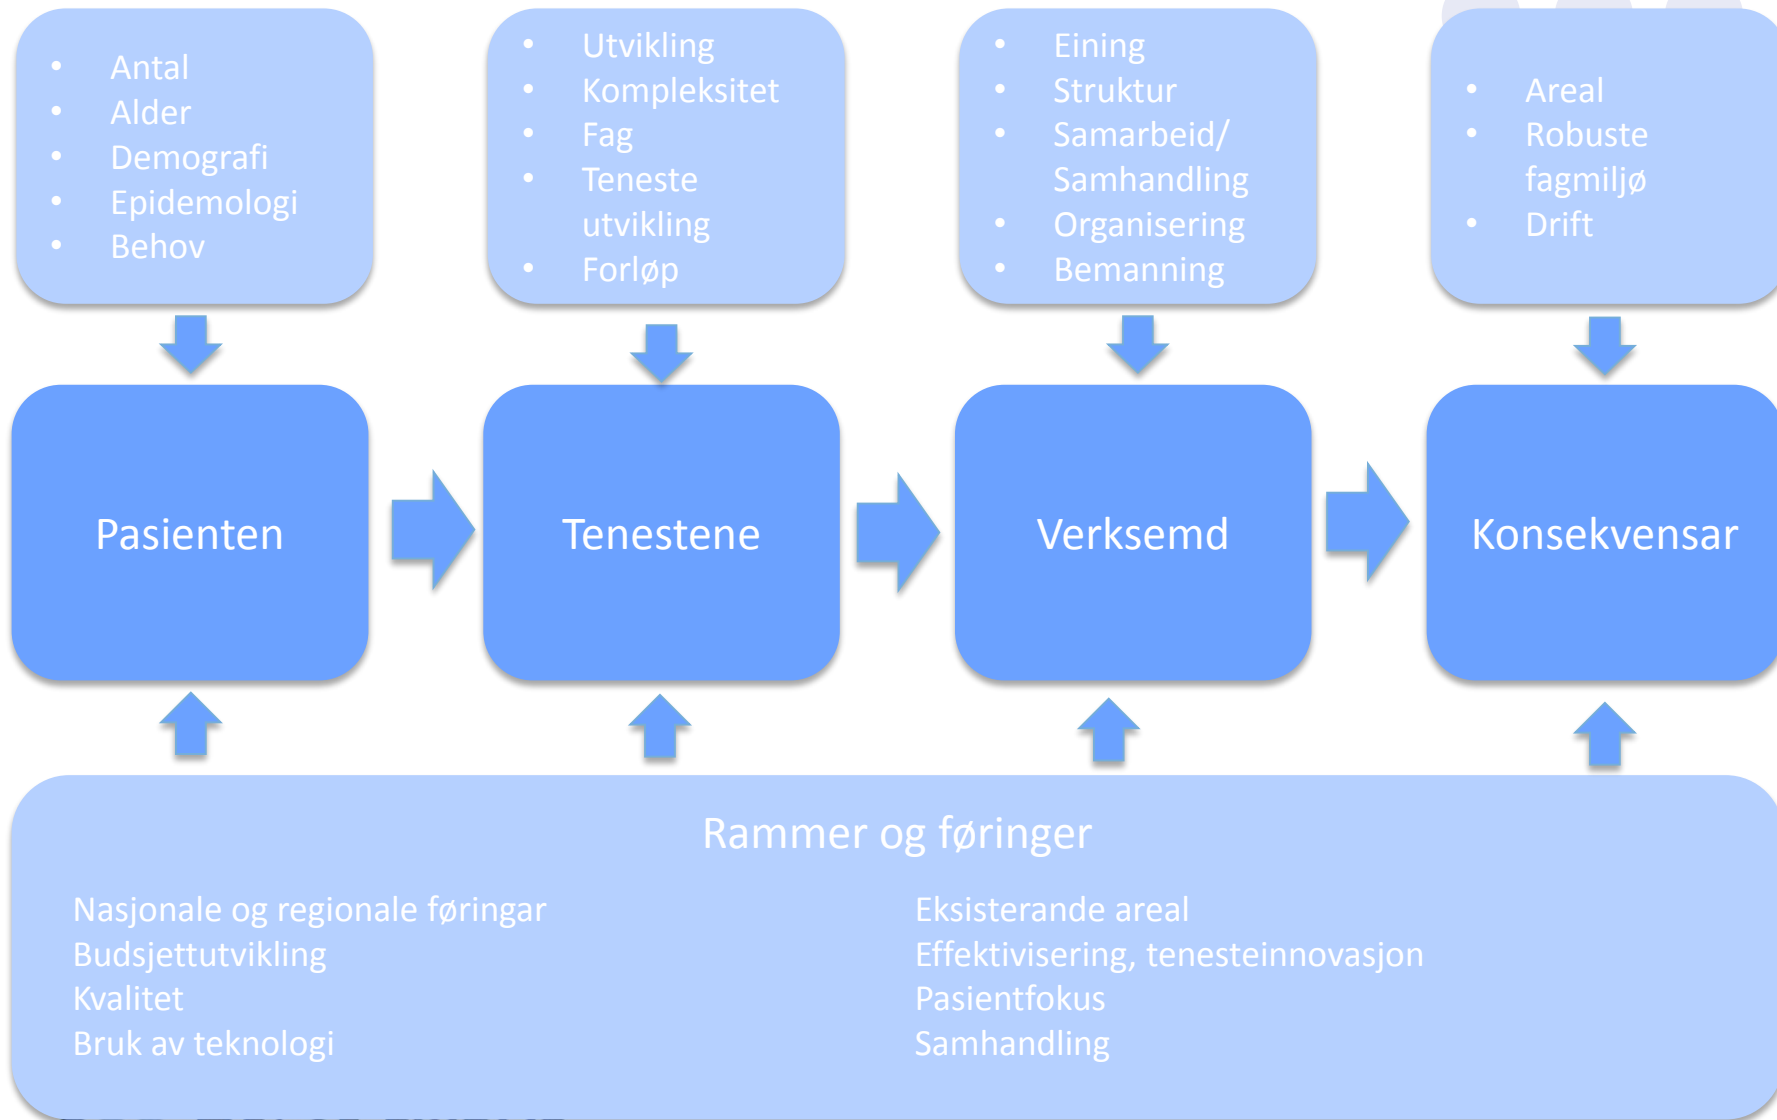 • Antal
• Alder
• Demografi
• Epidemologi
• Behov
• Utvikling
• Kompleksitet
• Fag
• Teneste
utvikling
• Forløp
• Eining
• Struktur
• Samarbeid/
Samhandling
• Organisering
• Bemanning
• Areal
• Robuste
fagmiljø
• Drift
Pasienten
Tenestene
Verksemd
Konsekvensar
Rammer og føringer
Nasjonale og regionale føringar
Budsjettutvikling
Kvalitet
Bruk av teknologi
Eksisterande areal
Effektivisering, tenesteinnovasjon
Pasientfokus
Samhandling